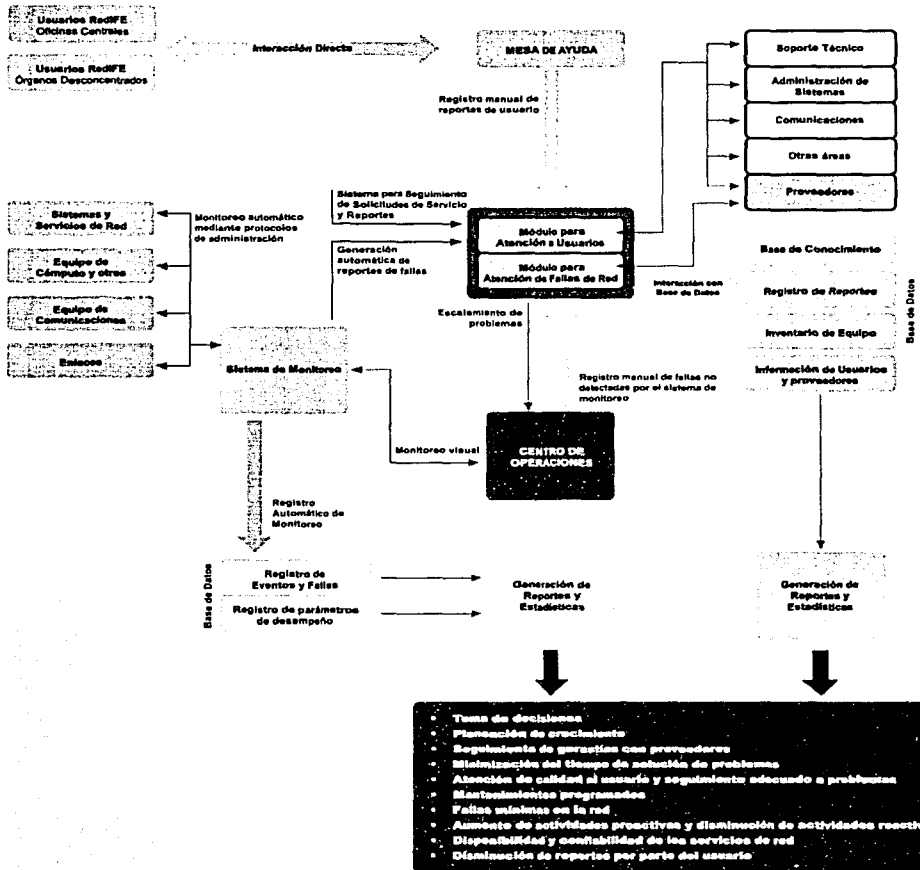 Usuarios RedIFE
Oficinas Centrales
Usuarios RedIFE
Órganos Desconcentrados
Interacción Directa
MESA DE AYUDA
Registro manual de
reportes de usuario
Soporte Técnico
Administración de
Sistemas
Comunicaciones
Otras áreas
Proveedores
Sistemas y
Servicios de Red
Equipo de
Cómputo y otros
Equipo de
Comunicaciones
Enlaces
Monitoreo automático
mediante protocolos
de administración
Sistema para Seguimiento
de Solicitudes de Servicio
y Reportes
Generación
automática de
reportes de fallas
Módulo para
Atención a Usuarios
Módulo para
Atención de Fallas de Red
Interacción con
Base de Datos
Base de Conocimiento
Registro de Reportes
Inventario de Equipo
Información de Usuarios
y proveedores
Base de Datos
Escalamiento de
problemas
Sistema de Monitoreo
Registro manual de fallas no
detectadas por el sistema de
monitoreo
Monitoreo visual
CENTRO DE
OPERACIONES
Registro
Automático de
Monitoreo
Base de Datos
Registro de
Eventos y Fallas
Registro de parámetros
de desempeño
Generación de
Reportes y
Estadísticas
Generación de
Reportes y
Estadísticas
• Toma de decisiones
• Planeación de crecimiento
• Seguimiento de garantías con proveedores
• Minimización del tiempo de solución de problemas
• Atención de calidad al usuario y seguimiento adecuado a problemas
• Mantenimientos programados
• Fallas mínimas en la red
• Aumento de actividades proactivas y disminución de actividades reactiv
• Disponibilidad y confiabilidad de los servicios de red
• Disminución de reportes por parte del usuario